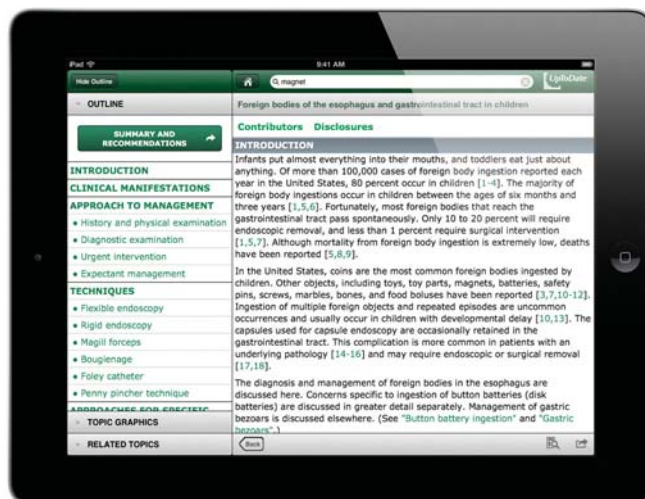 iPad
9:41 AM
Hide Outline
magnet
UpToDate
OUTLINE
Foreign bodies of the esophagus and gastrointestinal tract in children
SUMMARY AND
RECOMMENDATIONS
INTRODUCTION
CLINICAL MANIFESTATIONS
APPROACH TO MANAGEMENT
• History and physical examination
• Diagnostic examination
• Urgent intervention
• Expectant management
TECHNIQUES
• Flexible endoscopy
• Rigid endoscopy
• Magill forceps
• Bougienage
• Foley catheter
• Penny pincher technique
APPROACHES FOR SPECIFIC
TOPIC GRAPHICS
RELATED TOPICS
Contributors Disclosures
INTRODUCTION
Infants put almost everything into their mouths, and toddlers eat just about
anything. Of more than 100,000 cases of foreign body ingestion reported each
year in the United States, 80 percent occur in children [1-4]. The majority of
foreign body ingestions occur in children between the ages of six months and
three years [1,5,6]. Fortunately, most foreign bodies that reach the
gastrointestinal tract pass spontaneously. Only 10 to 20 percent will require
endoscopic removal, and less than 1 percent require surgical intervention
[1,5,7]. Although mortality from foreign body ingestion is extremely low, deaths
have been reported [5,8,9].
In the United States, coins are the most common foreign bodies ingested by
children. Other objects, including toys, toy parts, magnets, batteries, safety
pins, screws, marbles, bones, and food boluses have been reported [3,7,10-12].
Ingestion of multiple foreign objects and repeated episodes are uncommon
occurrences and usually occur in children with developmental delay [10,13]. The
capsules used for capsule endoscopy are occasionally retained in the
gastrointestinal tract. This complication is more common in patients with an
underlying pathology [14-16] and may require endoscopic or surgical removal
[17,18].
The diagnosis and management of foreign bodies in the esophagus are
discussed here. Concerns specific to ingestion of button batteries (disk
batteries) are discussed in greater detail separately. Management of gastric
bezoars is discussed elsewhere. (See "Button battery ingestion" and "Gastric
bezoars".)
Back